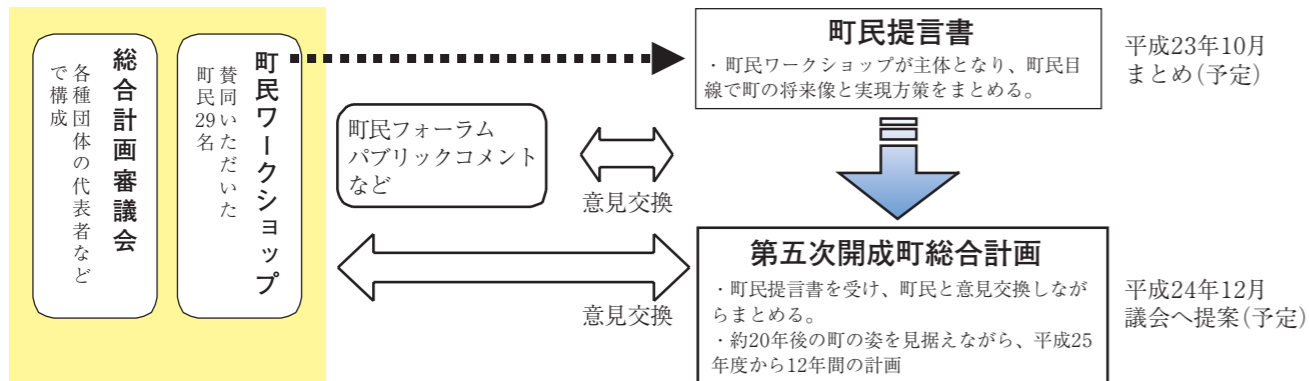 総合計画審議会
各種団体の代表者など
で構成
町民ワークショップ
賛同いただいた
町民29名
町民フォーラム
パブリックコメント
など
意見交換
意見交換
町民提言書
・町民ワークショップが主体となり、町民目
線で町の将来像と実現方策をまとめる。
平成23年10月
まとめ(予定)
第五次開成町総合計画
・町民提言書を受け、町民と意見交換しなが
らまとめる。
・約20年後の町の姿を見据えながら、平成25
年度から12年間の計画
平成24年12月
議会へ提案(予定)